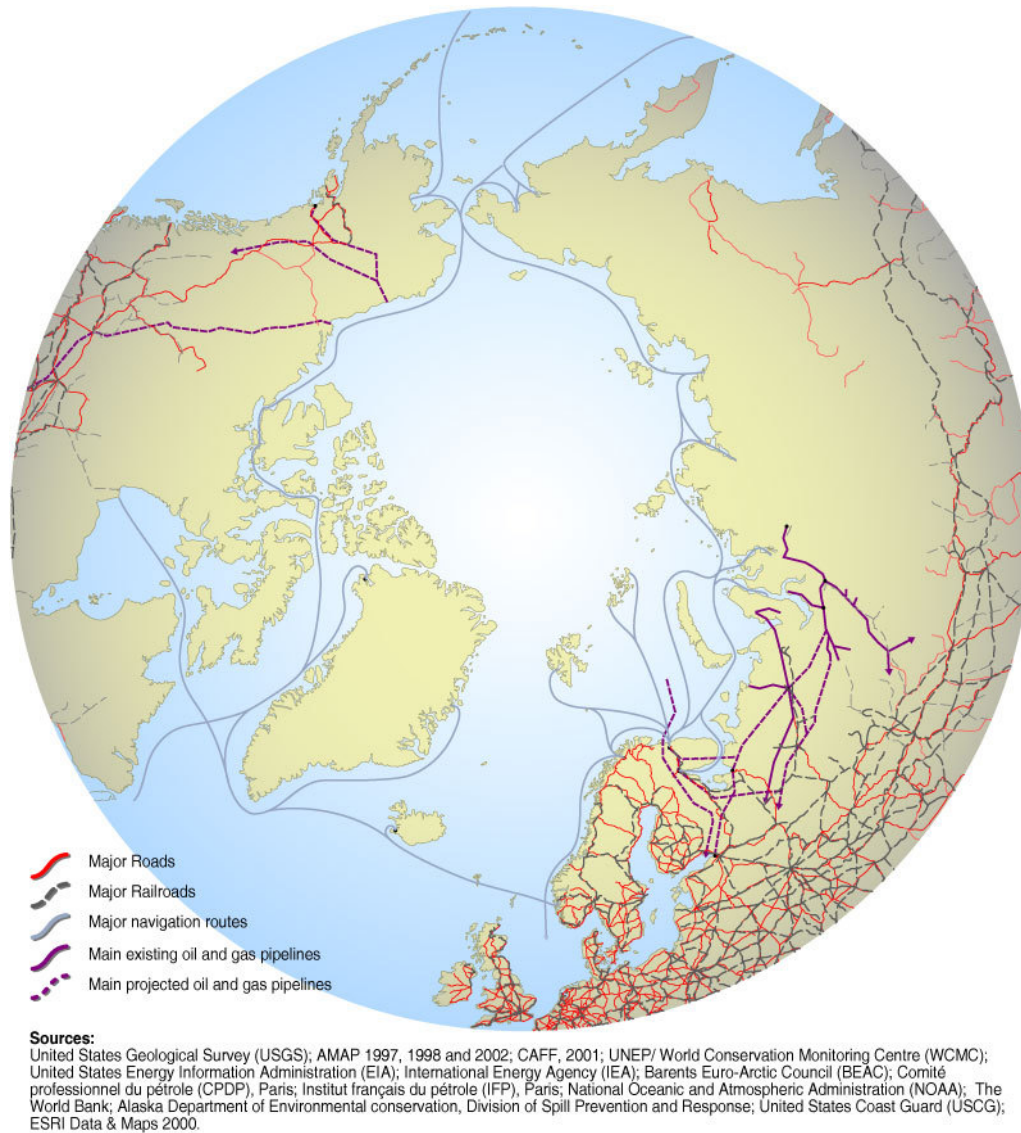 Major Roads
Major Railroads
Major navigation routes
Main existing oil and gas pipelines
Main projected oil and gas pipelines
Sources:
United States Geological Survey (USGS); AMAP 1997, 1998 and 2002; CAFF, 2001; UNEP/ World Conservation Monitoring Centre (WCMC);
United States Energy Information Administration (EIA); International Energy Agency (IEA); Barents Euro-Arctic Council (BEAC); Comité
professionnel du pétrole (CPDP), Paris; Institut français du pétrole (IFP), Paris; National Oceanic and Atmospheric Administration (NOAA); The
World Bank; Alaska Department of Environmental conservation, Division of Spill Prevention and Response; United States Coast Guard (USCG);
ESRI Data & Maps 2000.